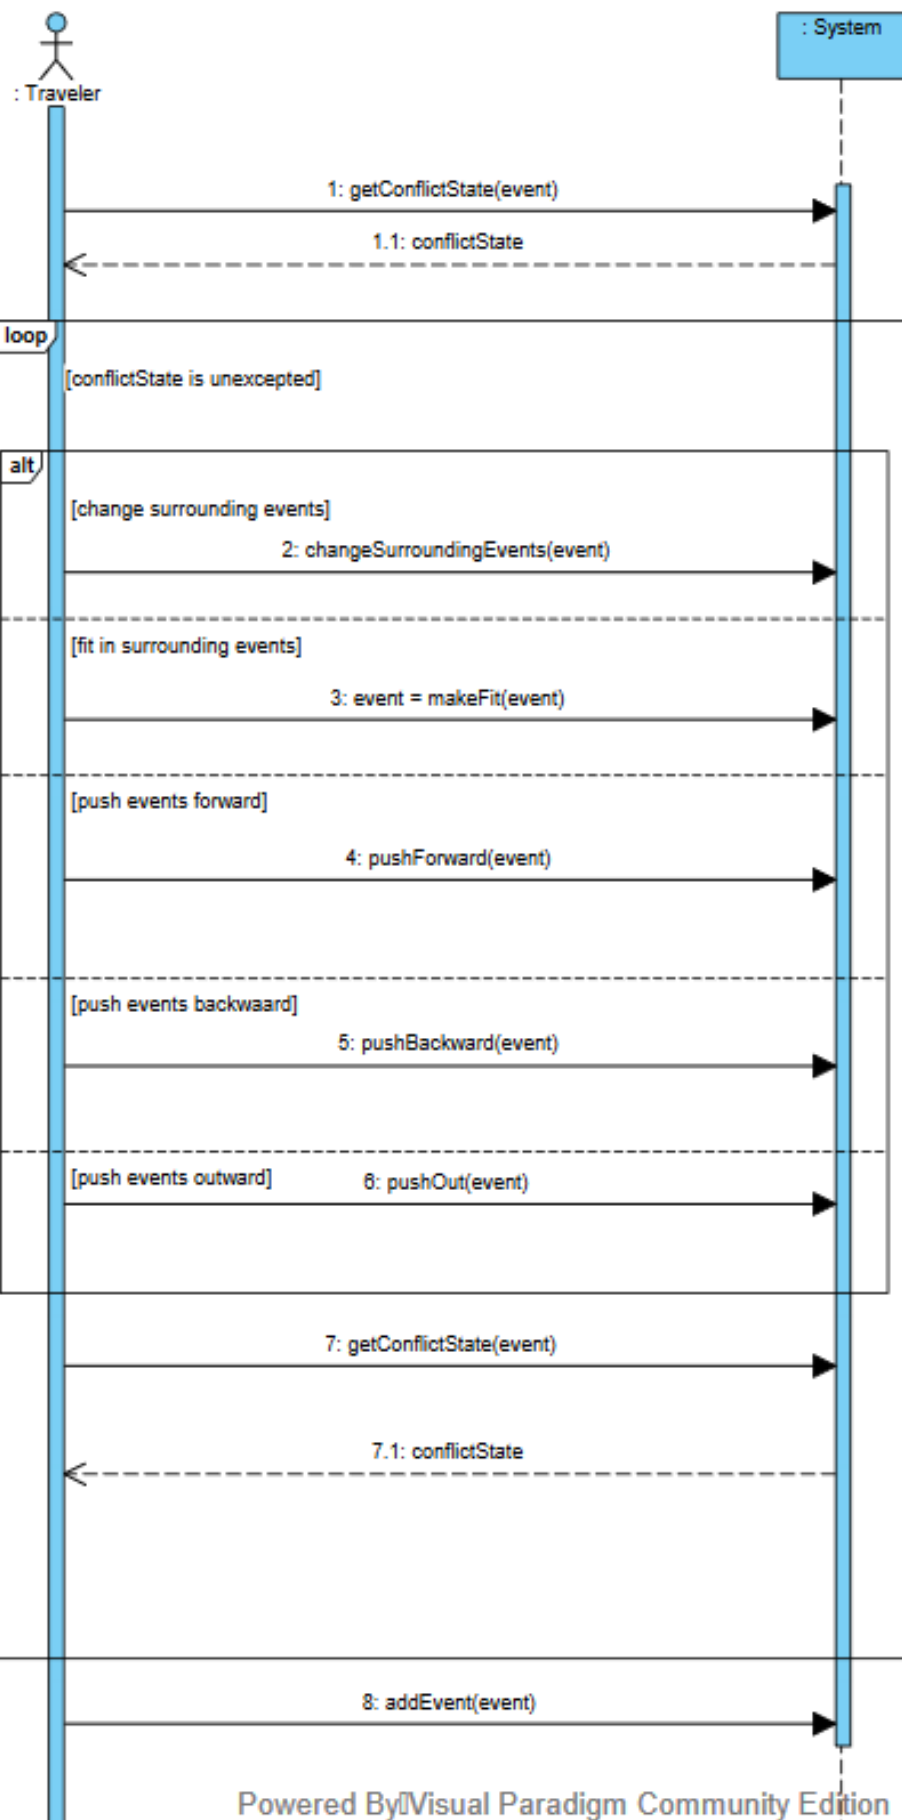 : System
: Traveler
1: getConflictState(event)
1.1: conflictState
loop
[conflictState is unexcepted]
alt
[change surrounding events]
2: changeSurroundingEvents(event)
[fit in surrounding events]
3: event = makeFit(event)
[push events forward]
4: pushForward(event)
[push events backwaard]
5: pushBackward(event)
[push events outward]
6: pushOut(event)
7: getConflictState(event)
7.1: conflictState
8: addEvent(event)
Powered By Visual Paradigm Community Edition